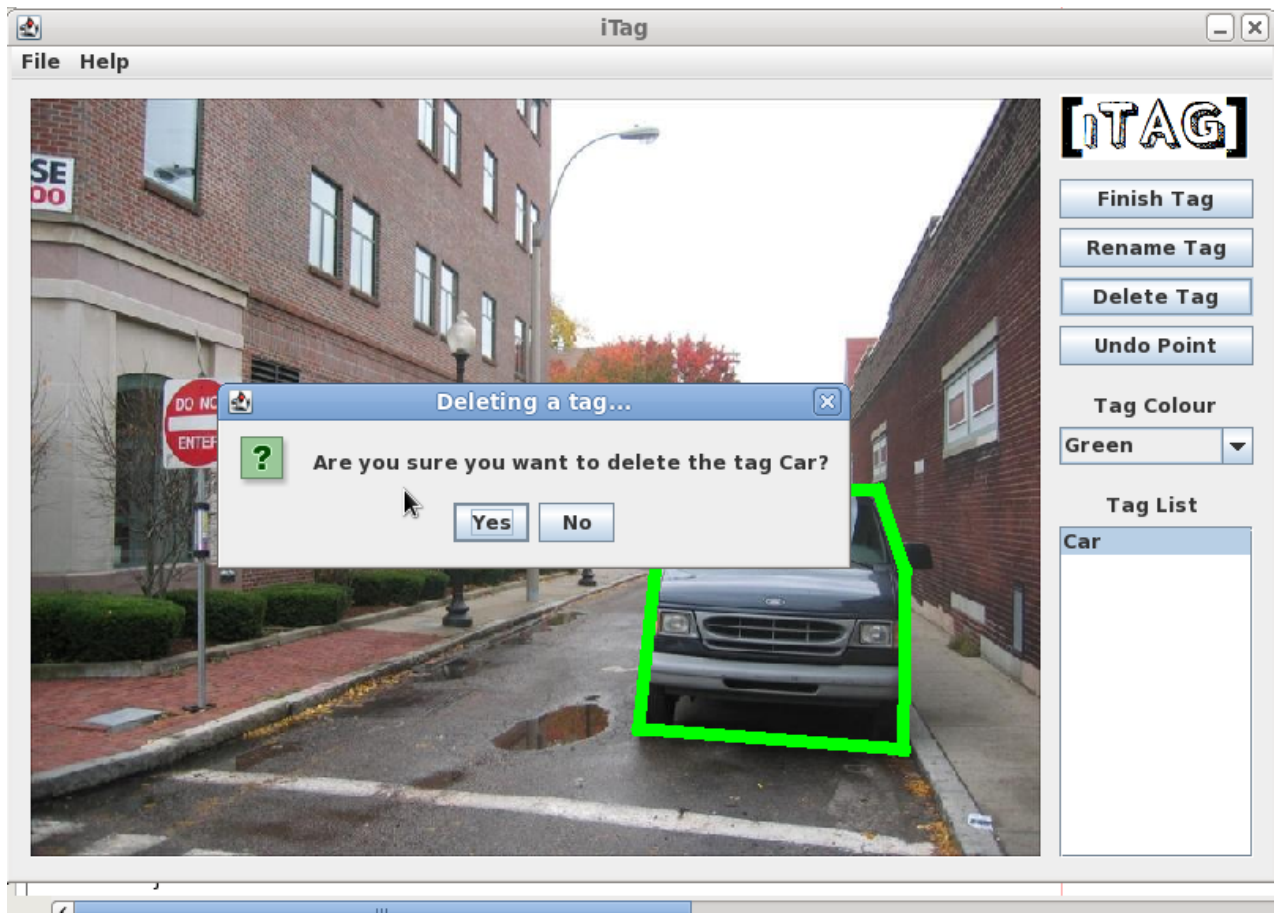 iTag
File Help
SE
00
[iTAG]
Finish Tag
Rename Tag
Delete Tag
Undo Point
Tag Colour
Green
Tag List
Car
DO NO
ENTER
Deleting a tag...
? Are you sure you want to delete the tag Car?
Yes No